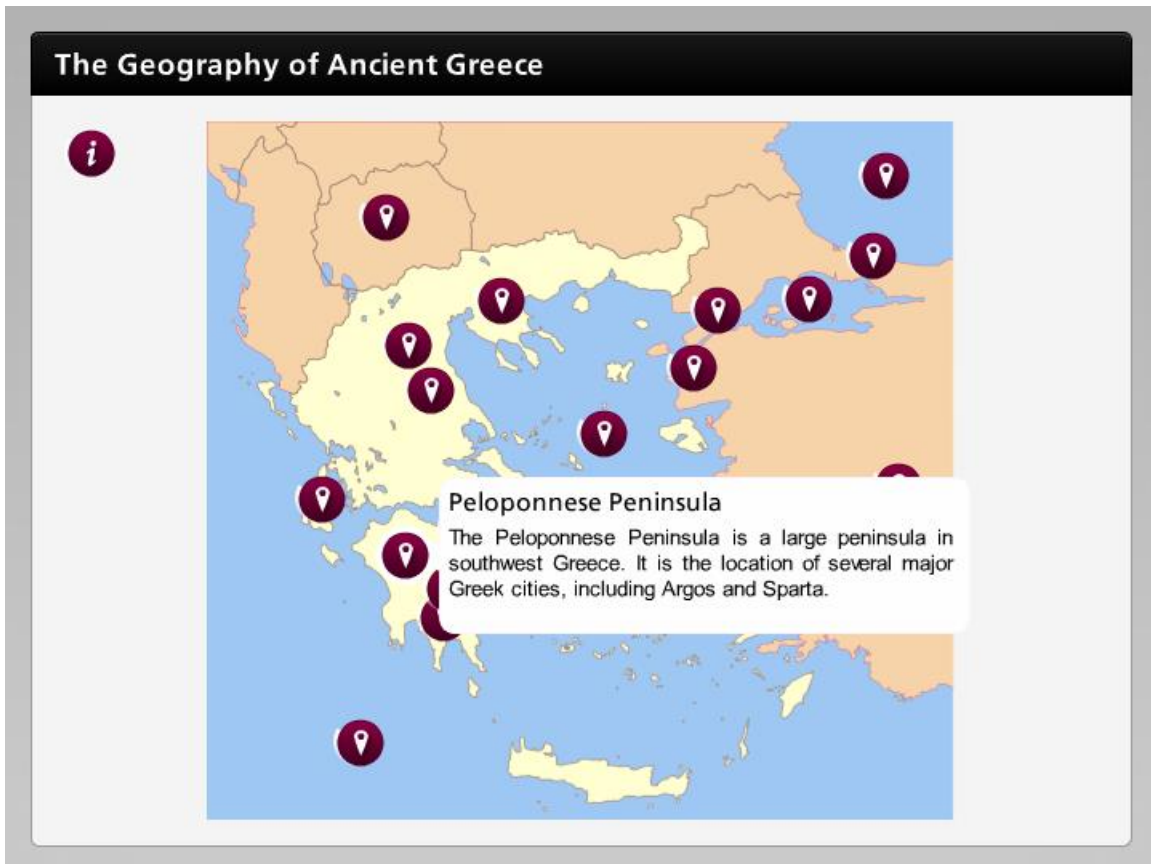 The Geography of Ancient Greece
i
Peloponnese Peninsula
The Peloponnese Peninsula is a large peninsula in
southwest Greece. It is the location of several major
Greek cities, including Argos and Sparta.